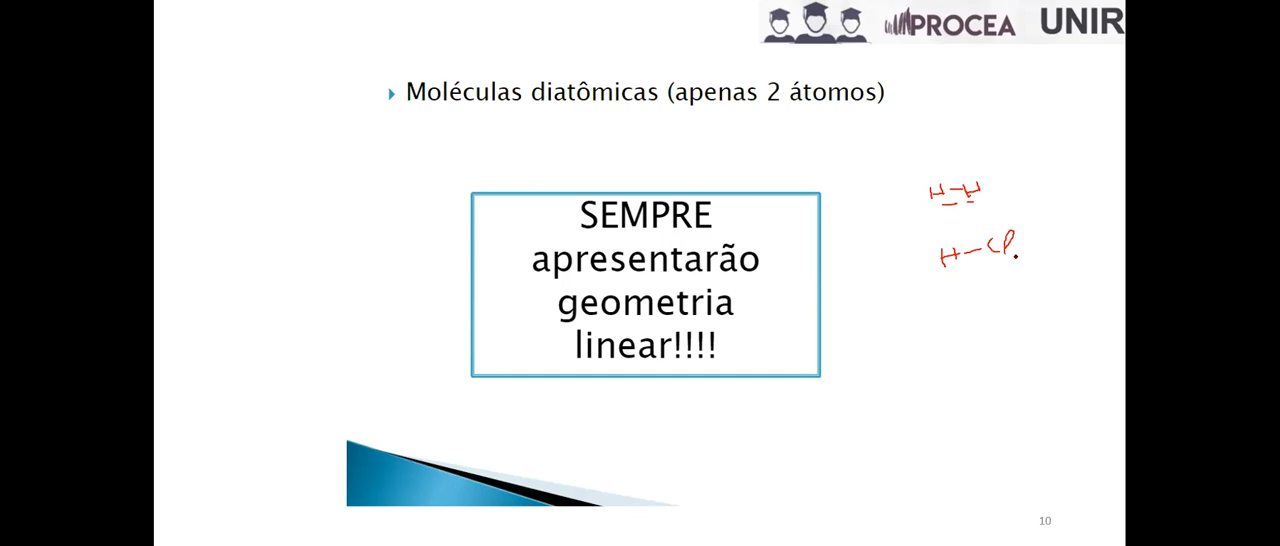 PROCEA UNIR
Moléculas diatômicas (apenas 2 átomos)
SEMPRE
apresentarão
geometria
linear!!!!
H-H
H-Cl
10